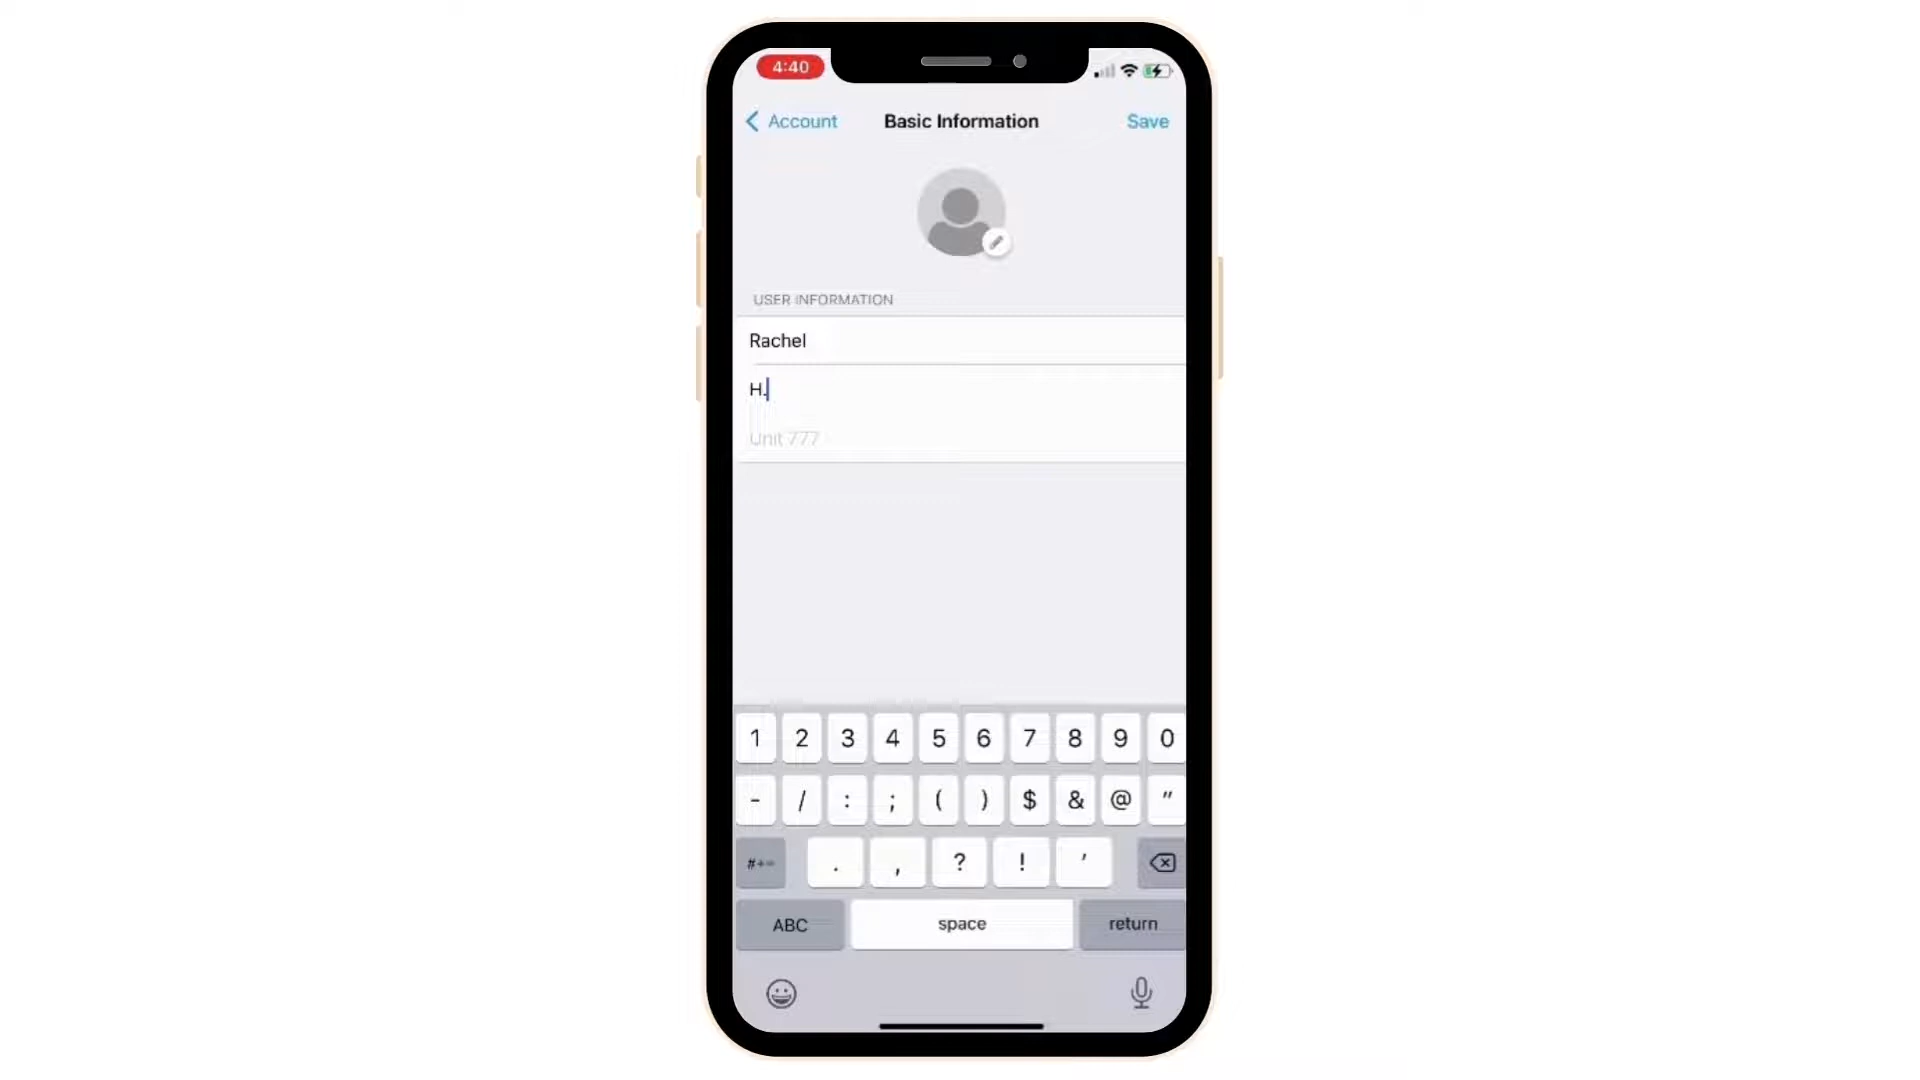 4:40
Account Basic Information Save
USER INFORMATION
Rachel
H.
Unit 777
1 2 3 4 5 6 7 8 9 0
- / : ; ( ) $ & @ "
#+= . , ? ! '
ABC space return